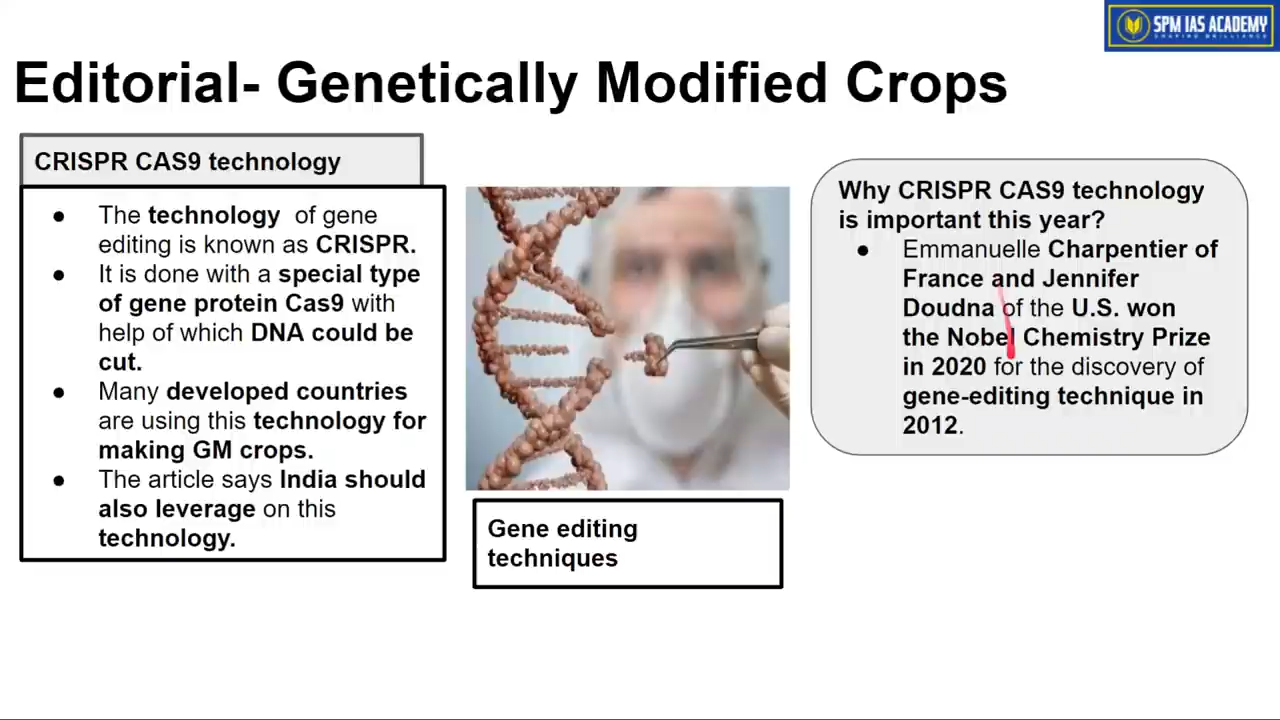 SPM IAS ACADEMY
SHAPING BRILLIANCE
Editorial- Genetically Modified Crops
CRISPR CAS9 technology
● The technology of gene
editing is known as CRISPR.
● It is done with a special type
of gene protein Cas9 with
help of which DNA could be
cut.
● Many developed countries
are using this technology for
making GM crops.
● The article says India should
also leverage on this
technology.
Gene editing
techniques
Why CRISPR CAS9 technology
is important this year?
● Emmanuelle Charpentier of
France and Jennifer
Doudna of the U.S. won
the Nobel Chemistry Prize
in 2020 for the discovery of
gene-editing technique in
2012.